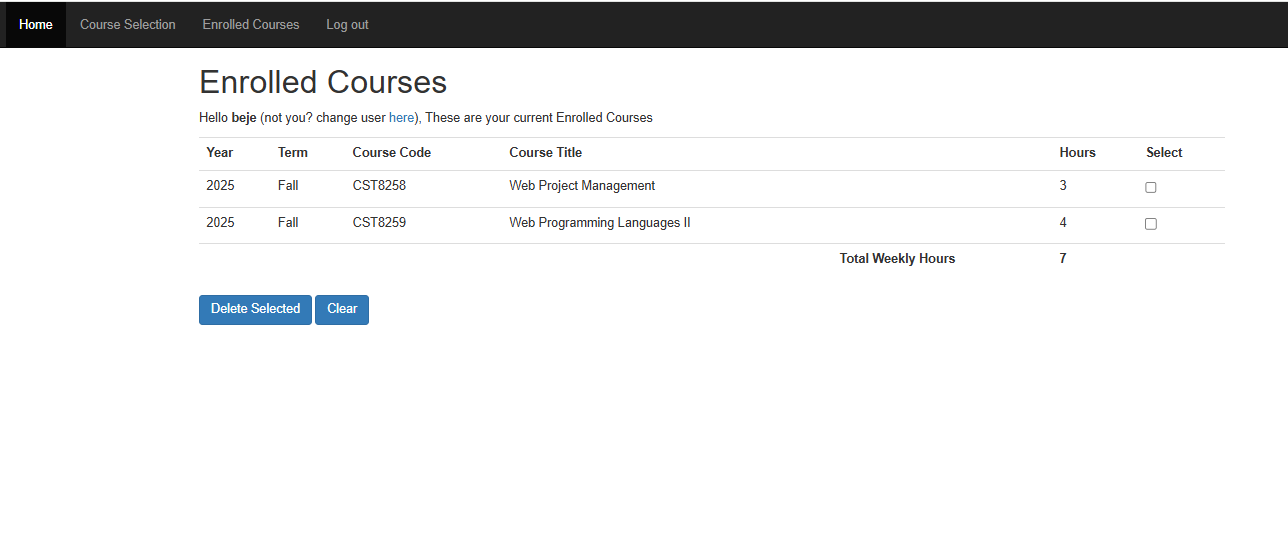 Home Course Selection Enrolled Courses Log out
Enrolled Courses
Hello beje (not you? change user here), These are your current Enrolled Courses
Year Term Course Code Course Title Hours Select
2025 Fall CST8258 Web Project Management 3
2025 Fall CST8259 Web Programming Languages II 4
Total Weekly Hours 7
Delete Selected Clear